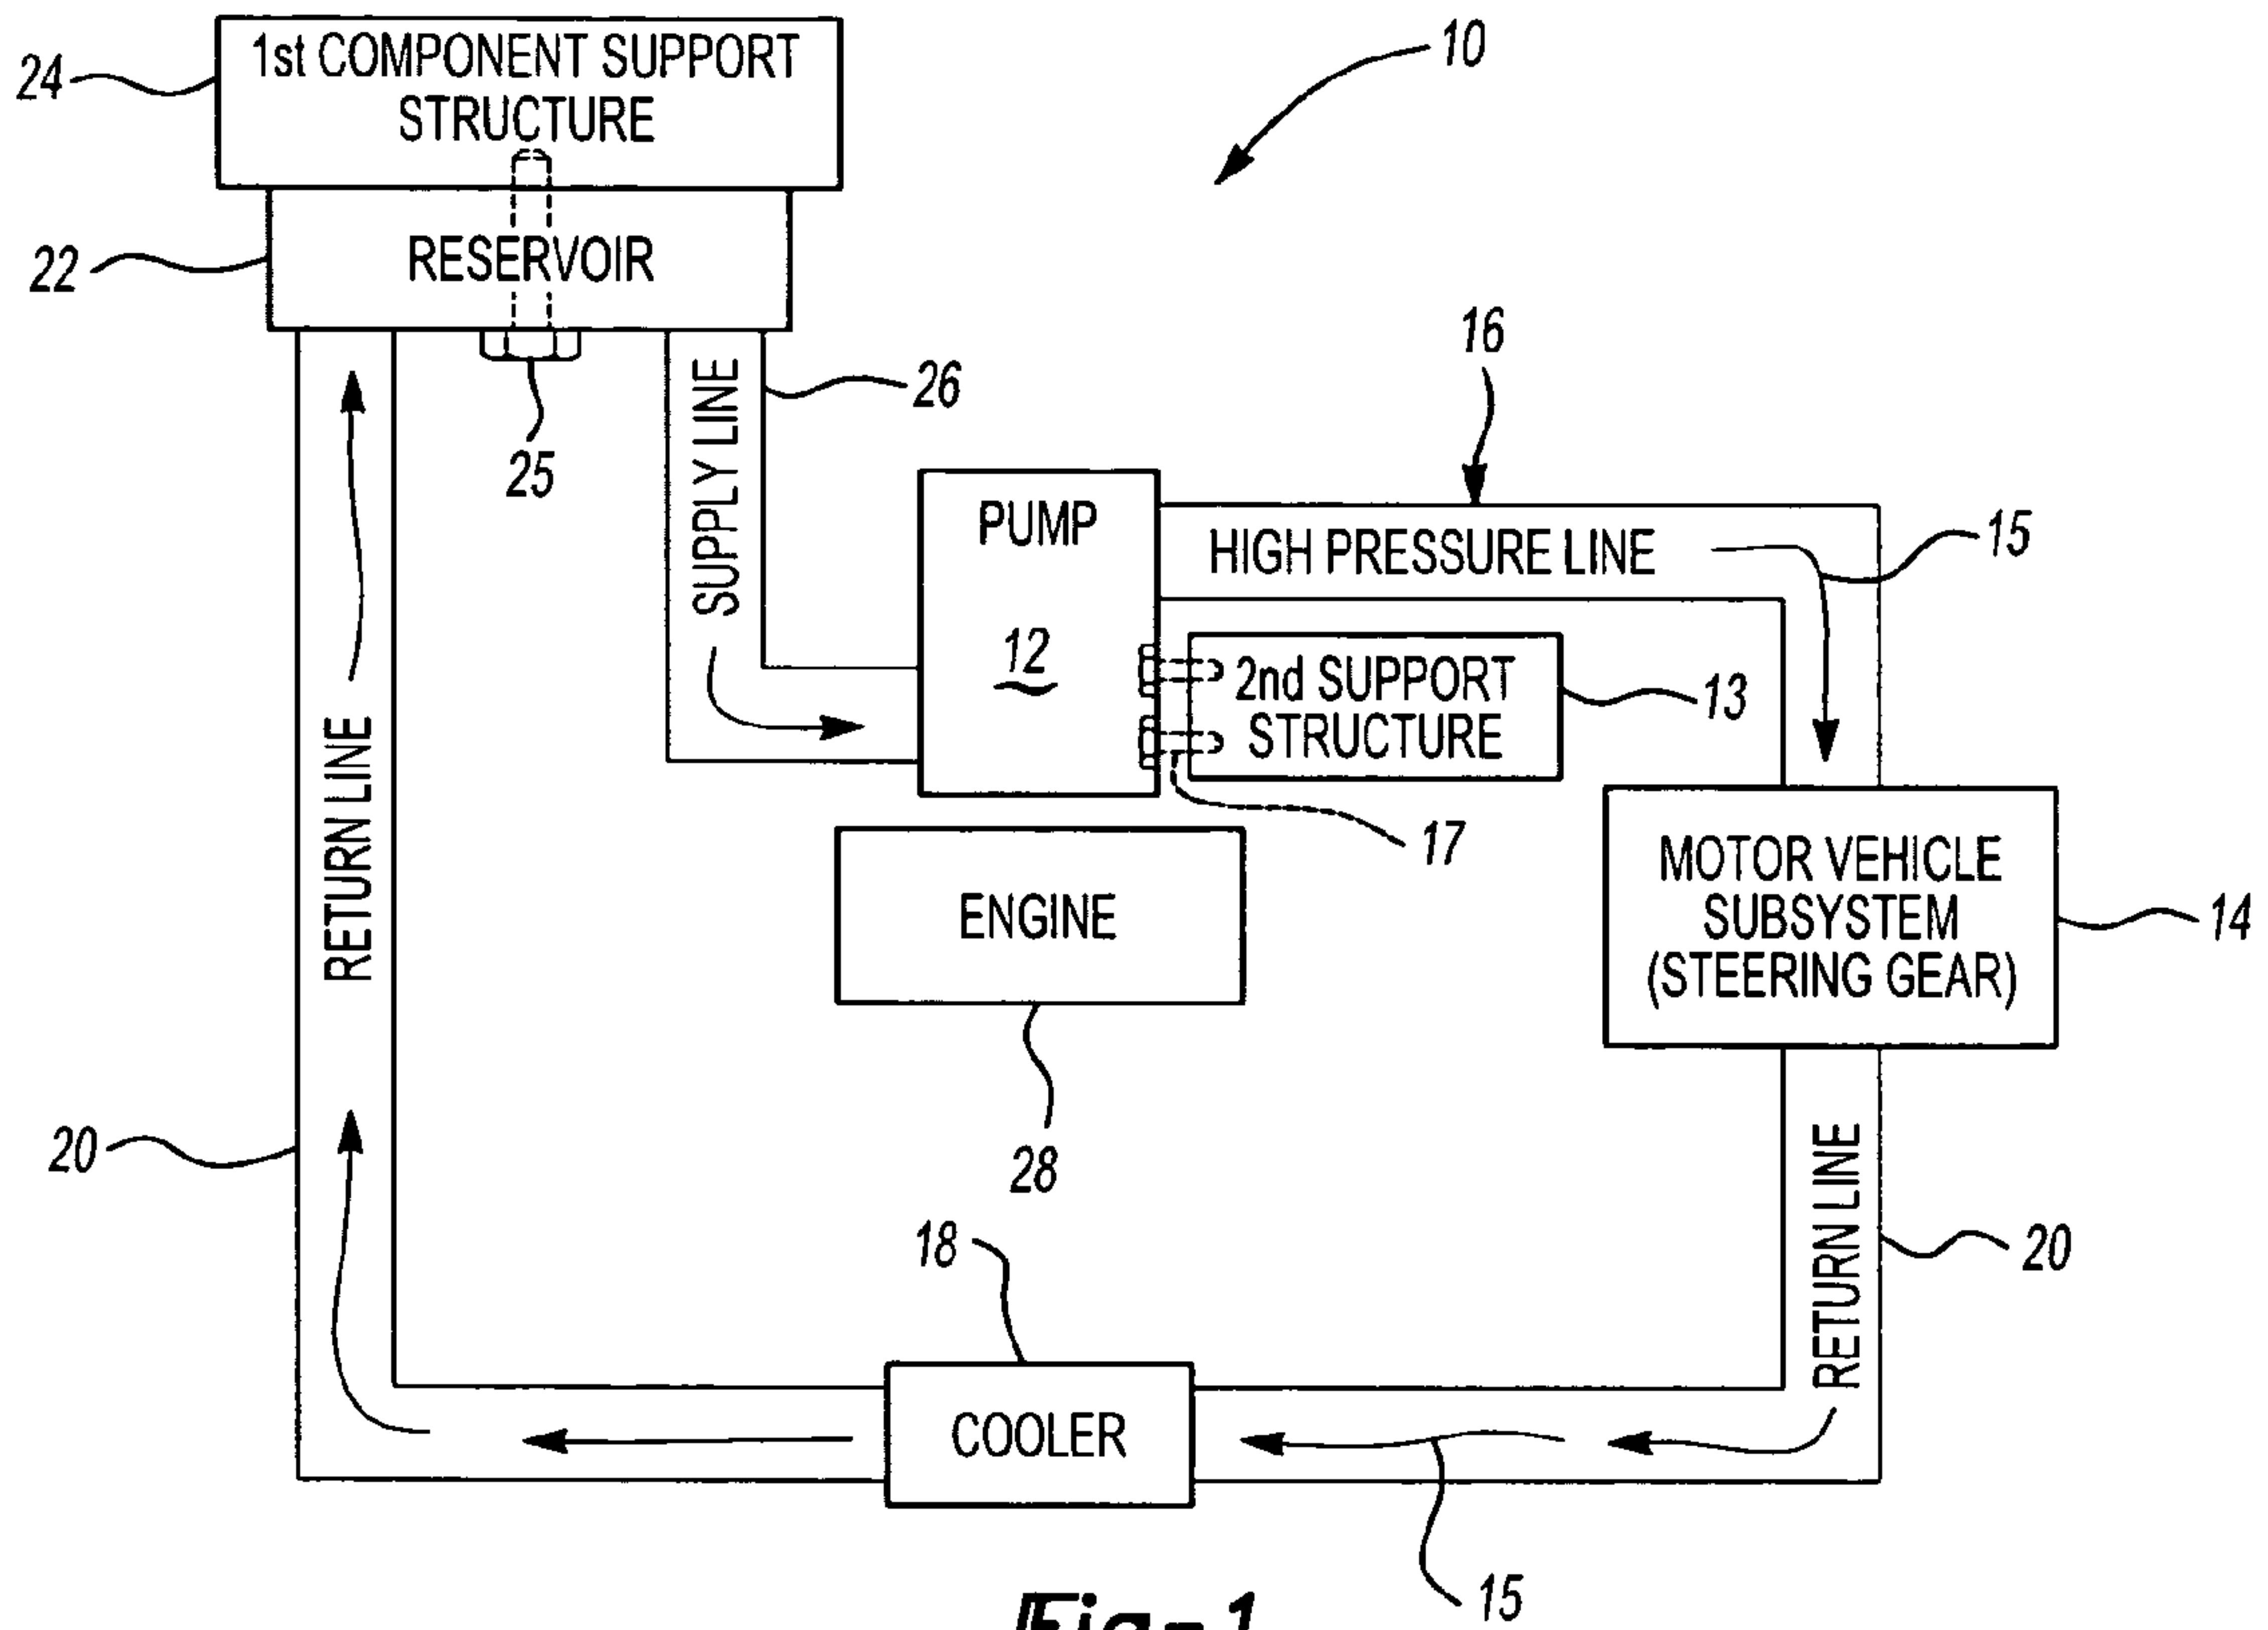 24
1st COMPONENT SUPPORT
STRUCTURE
10
22
RESERVOIR
16
26
25
SUPPLY LINE
PUMP
12
HIGH PRESSURE LINE
15
2nd SUPPORT
STRUCTURE
13
17
RETURN LINE
ENGINE
28
MOTOR VEHICLE
SUBSYSTEM
(STEERING GEAR)
14
20
18
COOLER
RETURN LINE
20
15
Fig-1